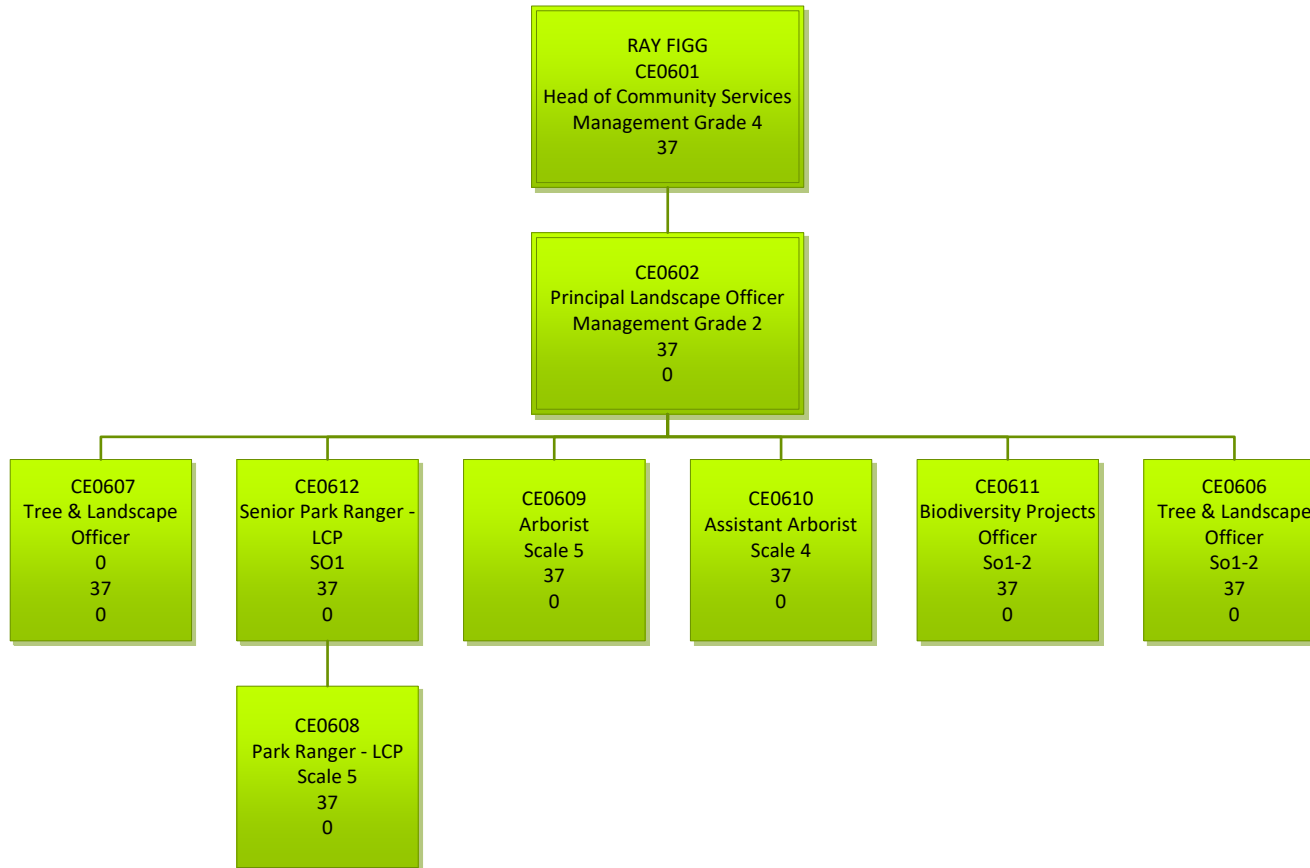 RAY FIGG
CE0601
Head of Community Services
Management Grade 4
37
CE0602
Principal Landscape Officer
Management Grade 2
37
0
CE0607
Tree & Landscape
Officer
0
37
0
CE0612
Senior Park Ranger -
LCP
SO1
37
0
CE0609
Arborist
Scale 5
37
0
CE0610
Assistant Arborist
Scale 4
37
0
CE0611
Biodiversity Projects
Officer
So1-2
37
0
CE0606
Tree & Landscape
Officer
So1-2
37
0
CE0608
Park Ranger - LCP
Scale 5
37
0